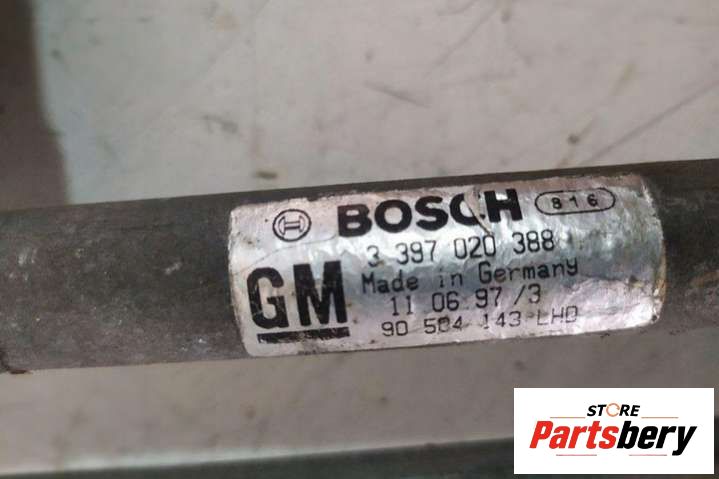 BOSCH 816
3 397 020 388
GM
Made in Germany
11 06 97/3
90 504 143 LHD
STORE
Partsbery